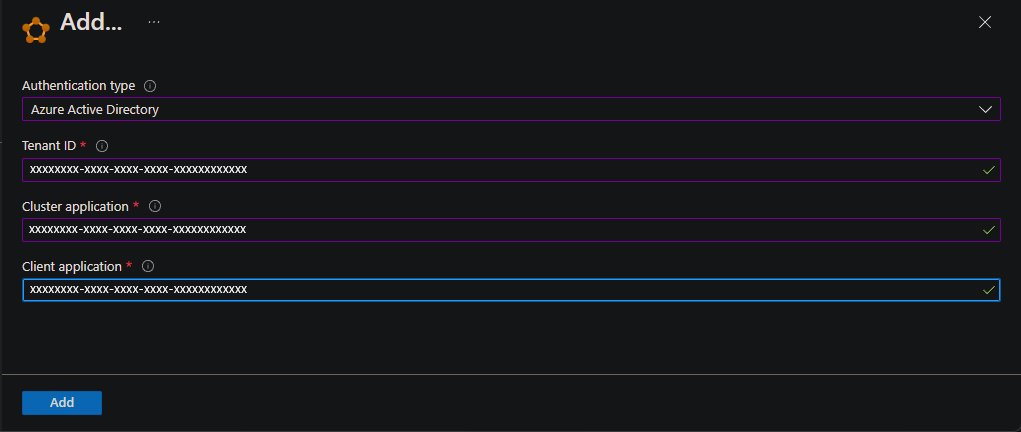 Add...
Authentication type
Azure Active Directory
Tenant ID *
xxxxxxxx-xxxx-xxxx-xxxx-xxxxxxxxxxxx
Cluster application *
xxxxxxxx-xxxx-xxxx-xxxx-xxxxxxxxxxxx
Client application *
xxxxxxxx-xxxx-xxxx-xxxx-xxxxxxxxxxxx
Add